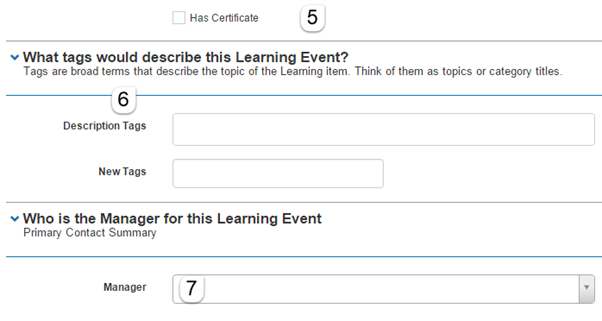 Has Certificate 5
What tags would describe this Learning Event?
Tags are broad terms that describe the topic of the Learning item. Think of them as topics or category titles.
6
Description Tags
New Tags
Who is the Manager for this Learning Event
Primary Contact Summary
Manager 7